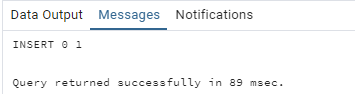 Data Output Messages Notifications
INSERT 0 1
Query returned successfully in 89 msec.